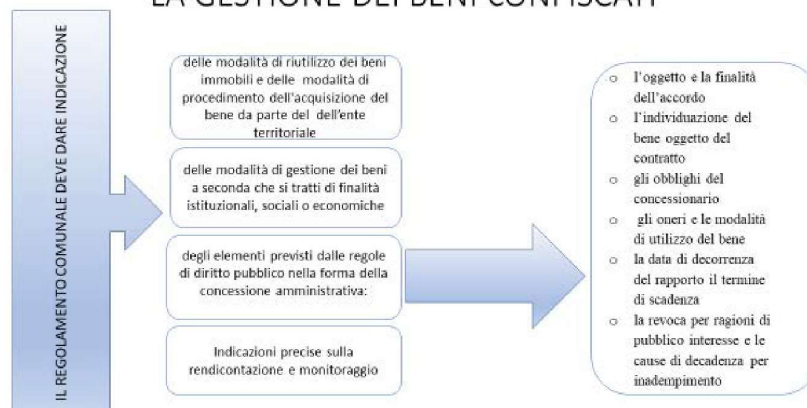 LA GESTIONE DEI BENI CONFISCATI
IL REGOLAMENTO COMUNALE DEVE DARE INDICAZIONE
delle modalità di riutilizzo dei beni
immobili e delle modalità di
procedimento dell'acquisizione del
bene da parte del dell'ente
territoriale
delle modalità di gestione dei beni
a seconda che si tratti di finalità
istituzionali, sociali o economiche
degli elementi previsti dalle regole
di diritto pubblico nella forma della
concessione amministrativa:
Indicazioni precise sulla
rendicontazione e monitoraggio
o l'oggetto e la finalità
dell'accordo
o l'individuazione del
bene oggetto del
contratto
o gli obblighi del
concessionario
o gli oneri e le modalità
di utilizzo del bene
o la data di decorrenza
del rapporto il termine
di scadenza
o la revoca per ragioni di
pubblico interesse e le
cause di decadenza per
inadempimento